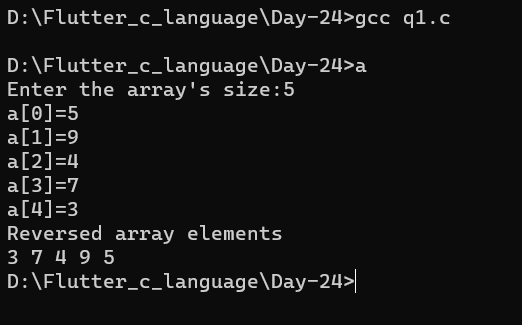 D:\Flutter_c_language\Day-24>gcc q1.c
D:\Flutter_c_language\Day-24>a
Enter the array's size:5
a[0]=5
a[1]=9
a[2]=4
a[3]=7
a[4]=3
Reversed array elements
3 7 4 9 5
D:\Flutter_c_language\Day-24>